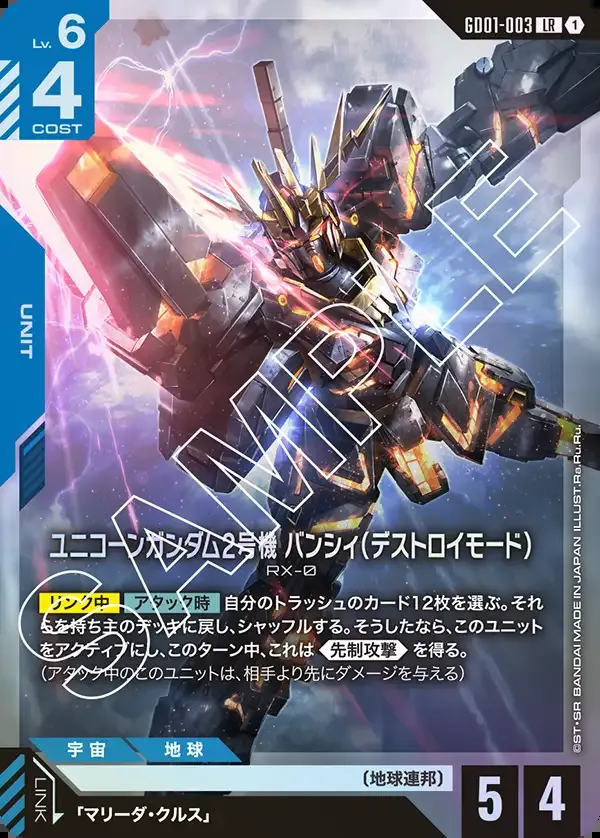 Lv. 6
4
COST
GD01-003 LR 1
UNIT
SAMPLE
ユニコーンガンダム2号機 バンシィ(デストロイモード)
RX-0
リンク中 アタック時 自分のトラッシュのカード12枚を選ぶ。それ
らを持ち主のデッキに戻し、シャッフルする。そうしたなら、このユニット
をアクティブにし、このターン中、これは 先制攻撃 を得る。
(アタック中のこのユニットは、相手より先にダメージを与える)
宇宙 地球
〔地球連邦〕
LINK
「マリーダ・クルス」
5 4
©ST・SR BANDAI MADE IN JAPAN ILLUST:Ra.Ru.Ru.